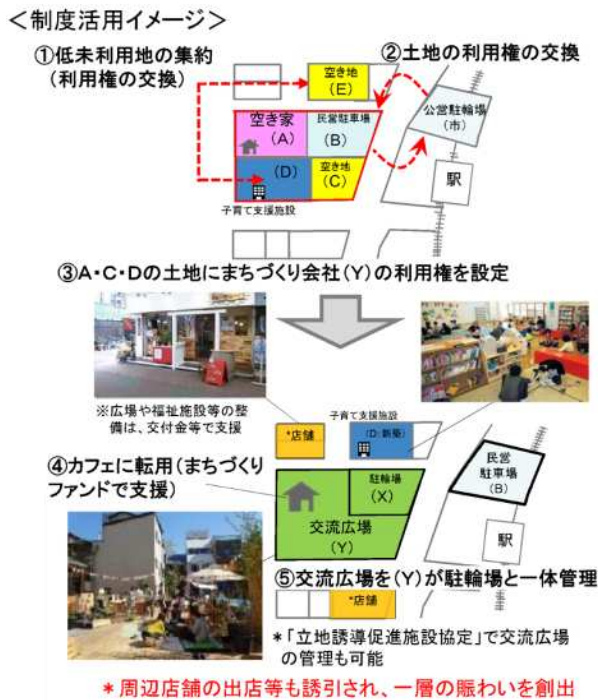 ＜制度活用イメージ＞
①低未利用地の集約
(利用権の交換)
②土地の利用権の交換
空き地
(E)
公営駐輪場
(市)
空き家
(A)
民営駐車場
(B)
(D)
空き地
(C)
駅
子育て支援施設
③A・C・Dの土地にまちづくり会社(Y)の利用権を設定
※広場や福祉施設等の整
備は、交付金等で支援
子育て支援施設
*店舗
(D:新築)
④カフェに転用(まちづくり
ファンドで支援)
駐輪場
(X)
民営
駐車場
(B)
交流広場
(Y)
駅
⑤交流広場を(Y)が駐輪場と一体管理
*店舗
*「立地誘導促進施設協定」で交流広場
の管理も可能
*周辺店舗の出店等も誘引され、一層の賑わいを創出